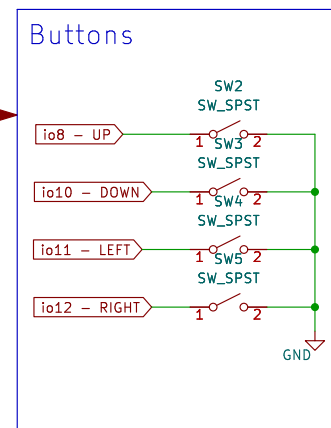 Buttons
SW2
SW_SPST
io8 - UP
1 2
SW3
SW_SPST
io10 - DOWN
1 2
SW4
SW_SPST
io11 - LEFT
1 2
SW5
SW_SPST
io12 - RIGHT
1 2
GND